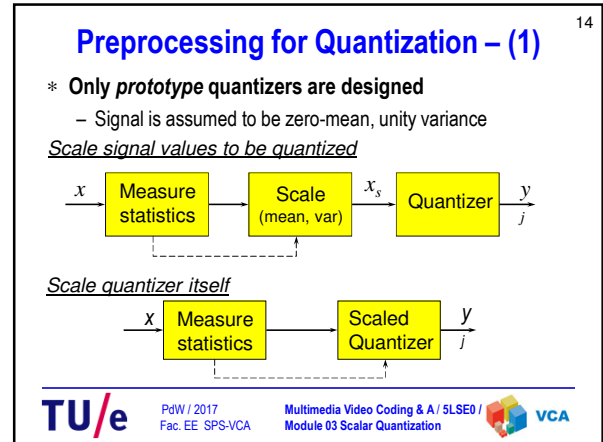 14
Preprocessing for Quantization – (1)
* Only prototype quantizers are designed
– Signal is assumed to be zero-mean, unity variance
Scale signal values to be quantized
x Measure statistics Scale (mean, var) xs Quantizer y j
Scale quantizer itself
x Measure statistics Scaled Quantizer y j
TU/e PdW / 2017 Multimedia Video Coding & A / 5LSE0 / VCA
Fac. EE SPS-VCA Module 03 Scalar Quantization